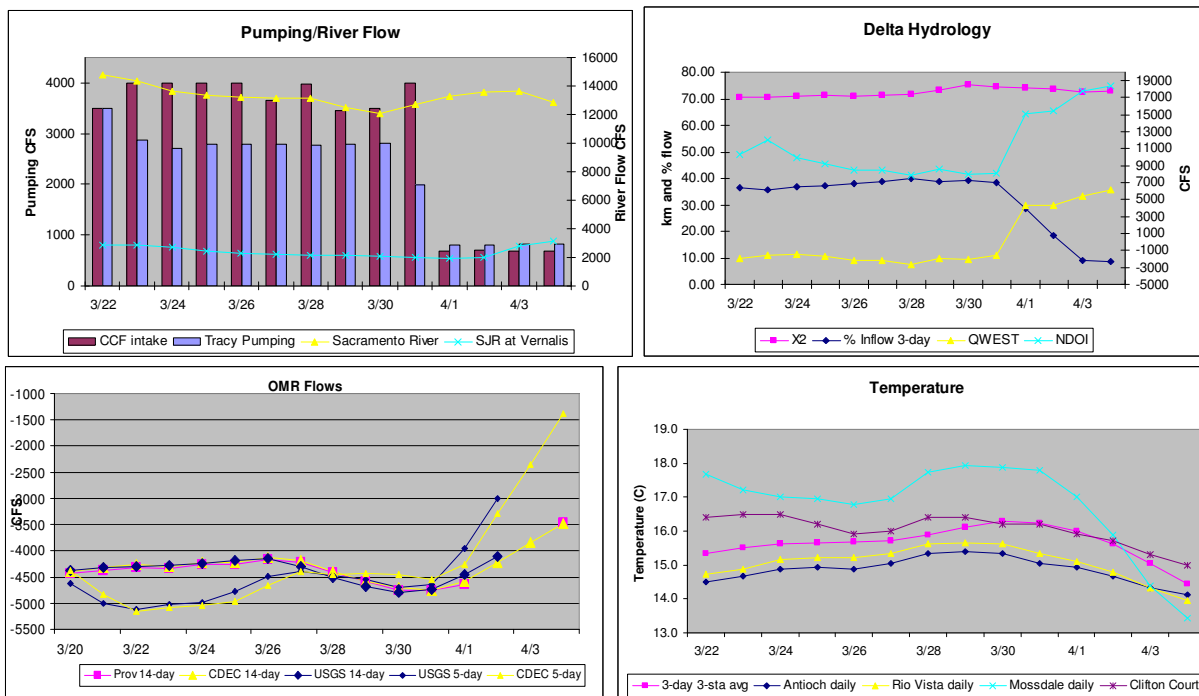 Pumping/River Flow
Pumping CFS
4000
3000
2000
1000
0
16000
14000
12000
10000
8000
6000
4000
2000
0
River Flow CFS
3/22 3/24 3/26 3/28 3/30 4/1 4/3
CCF intake Tracy Pumping Sacramento River SJR at Vernalis
Delta Hydrology
km and % flow
80.00
70.00
60.00
50.00
40.00
30.00
20.00
10.00
0.00
19000
17000
15000
13000
11000
9000
7000
5000
3000
1000
-1000
-3000
-5000
CFS
3/22 3/24 3/26 3/28 3/30 4/1 4/3
X2 % Inflow 3-day QWEST NDOI
OMR Flows
CFS
-1000
-1500
-2000
-2500
-3000
-3500
-4000
-4500
-5000
-5500
3/20 3/22 3/24 3/26 3/28 3/30 4/1 4/3
Prov 14-day CDEC 14-day USGS 14-day USGS 5-day CDEC 5-day
Temperature
Temperature (C)
19.0
18.0
17.0
16.0
15.0
14.0
13.0
3/22 3/24 3/26 3/28 3/30 4/1 4/3
3-day 3-sta avg Antioch daily Rio Vista daily Mossdale daily Clifton Court